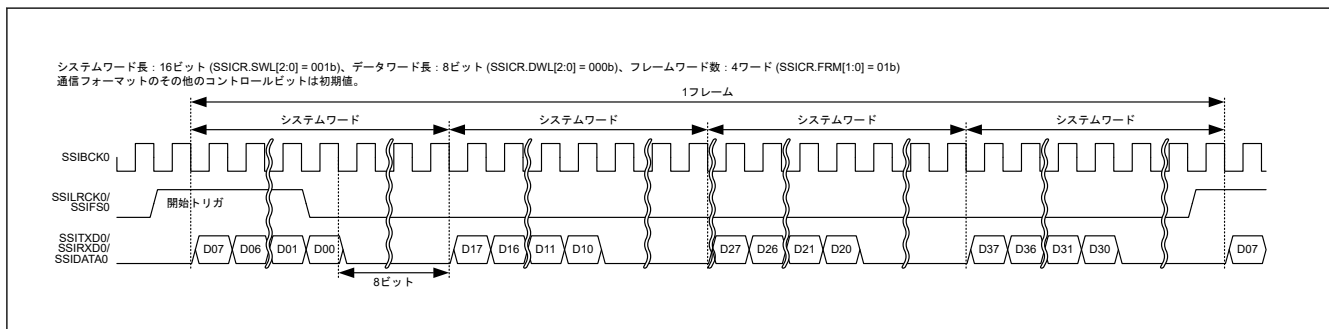 システムワード長：16ビット (SSICR.SWL[2:0] = 001b)、データワード長：8ビット (SSICR.DWL[2:0] = 000b)、フレームワード数：4ワード (SSICR.FRM[1:0] = 01b)
通信フォーマットのその他のコントロールビットは初期値。
1フレーム
システムワード システムワード システムワード システムワード
SSIBCK0
SSILRCK0/
SSIFS0
開始トリガ
SSITXD0/
SSIRXD0/
SSIDATA0
D07 D06 D01 D00 D17 D16 D11 D10 D27 D26 D21 D20 D37 D36 D31 D30 D07
8ビット